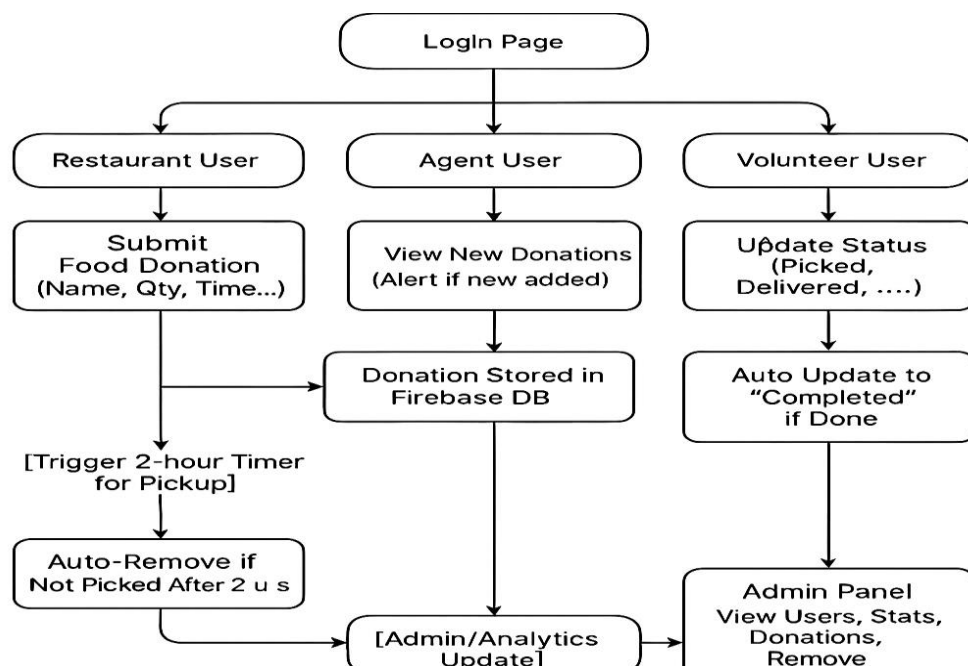 LogIn Page
Restaurant User
Agent User
Volunteer User
Submit
Food Donation
(Name, Qty, Time...)
View New Donations
(Alert if new added)
Update Status
(Picked,
Delivered, ....)
Donation Stored in
Firebase DB
Auto Update to
“Completed“
if Done
[Trigger 2-hour Timer
for Pickup]
Auto-Remove if
Not Picked After 2 u s
[Admin/Analytics
Update]
Admin Panel
View Users, Stats,
Donations,
Remove